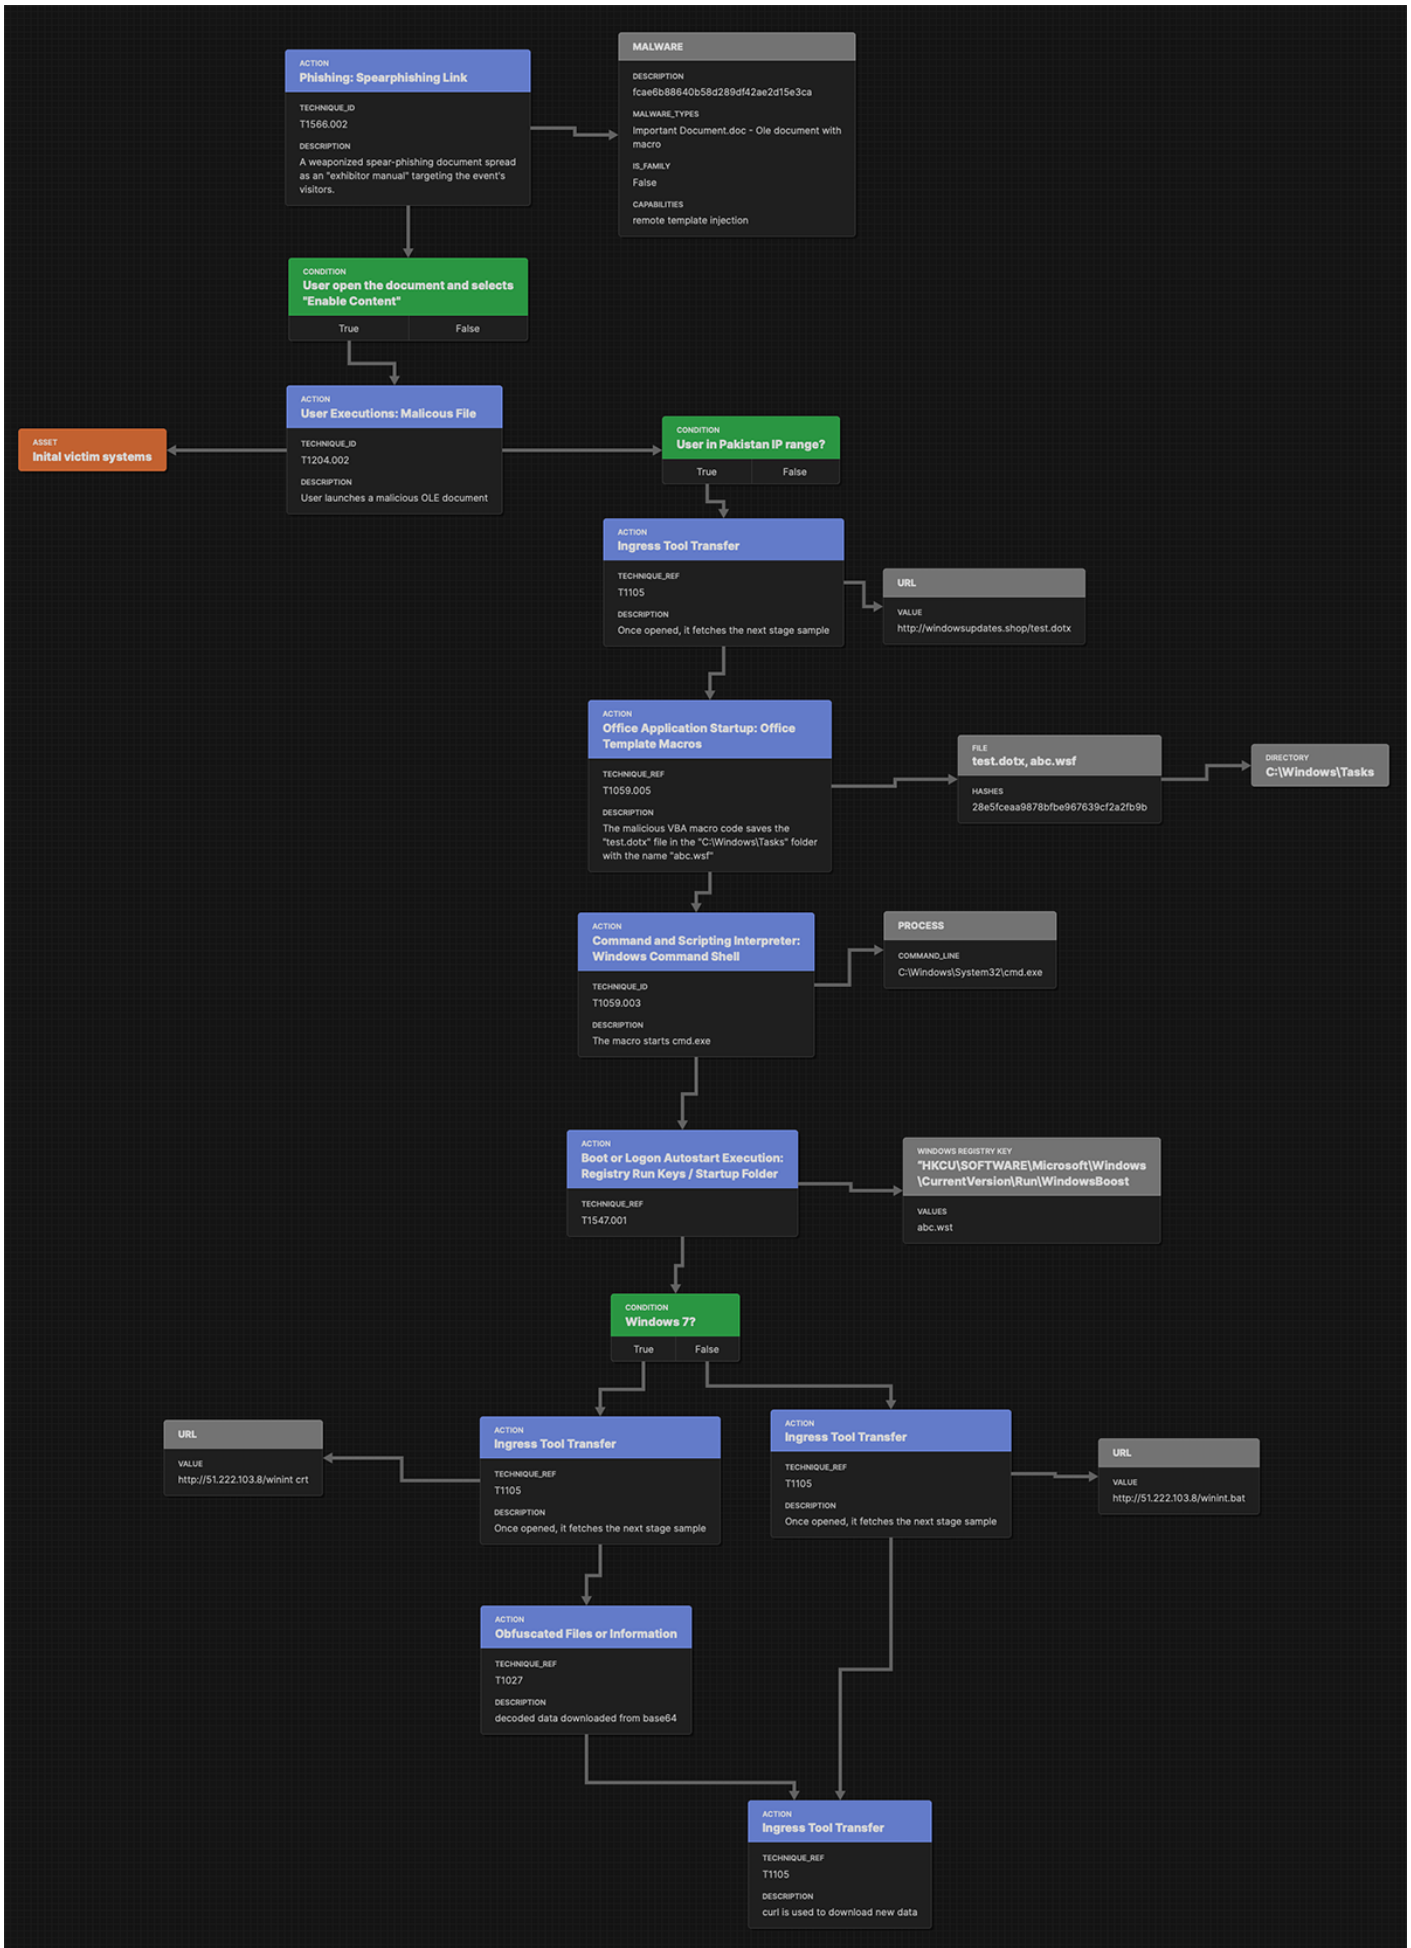 ACTION
Phishing: Spearphishing Link
TECHNIQUE_ID
T1566.002
DESCRIPTION
A weaponized spear-phishing document spread
as an "exhibitor manual" targeting the event's
visitors.
MALWARE
DESCRIPTION
fcae6b88640b58d289df42ae2d15e3ca
MALWARE_TYPES
Important Document.doc - Ole document with
macro
IS_FAMILY
False
CAPABILITIES
remote template injection
CONDITION
User open the document and selects
"Enable Content"
True
False
ACTION
User Executions: Malicous File
TECHNIQUE_ID
T1204.002
DESCRIPTION
User launches a malicious OLE document
ASSET
Inital victim systems
CONDITION
User in Pakistan IP range?
True
False
ACTION
Ingress Tool Transfer
TECHNIQUE_REF
T1105
DESCRIPTION
Once opened, it fetches the next stage sample
URL
VALUE
http://windowsupdates.shop/test.dotx
ACTION
Office Application Startup: Office
Template Macros
TECHNIQUE_REF
T1059.005
DESCRIPTION
The malicious VBA macro code saves the
"test.dotx" file in the "C:\Windows\Tasks" folder
with the name "abc.wsf"
FILE
test.dotx, abc.wsf
HASHES
28e5fceaa9878bfbe967639cf2a2fb9b
DIRECTORY
C:\Windows\Tasks
ACTION
Command and Scripting Interpreter:
Windows Command Shell
TECHNIQUE_ID
T1059.003
DESCRIPTION
The macro starts cmd.exe
PROCESS
COMMAND_LINE
C:\Windows\System32\cmd.exe
ACTION
Boot or Logon Autostart Execution:
Registry Run Keys / Startup Folder
TECHNIQUE_REF
T1547.001
WINDOWS REGISTRY KEY
"HKCU\SOFTWARE\Microsoft\Windows
\CurrentVersion\Run\WindowsBoost
VALUES
abc.wst
CONDITION
Windows 7?
True
False
URL
VALUE
http://51.222.103.8/winint crt
ACTION
Ingress Tool Transfer
TECHNIQUE_REF
T1105
DESCRIPTION
Once opened, it fetches the next stage sample
ACTION
Ingress Tool Transfer
TECHNIQUE_REF
T1105
DESCRIPTION
Once opened, it fetches the next stage sample
URL
VALUE
http://51.222.103.8/winint.bat
ACTION
Obfuscated Files or Information
TECHNIQUE_REF
T1027
DESCRIPTION
decoded data downloaded from base64
ACTION
Ingress Tool Transfer
TECHNIQUE_REF
T1105
DESCRIPTION
curl is used to download new data